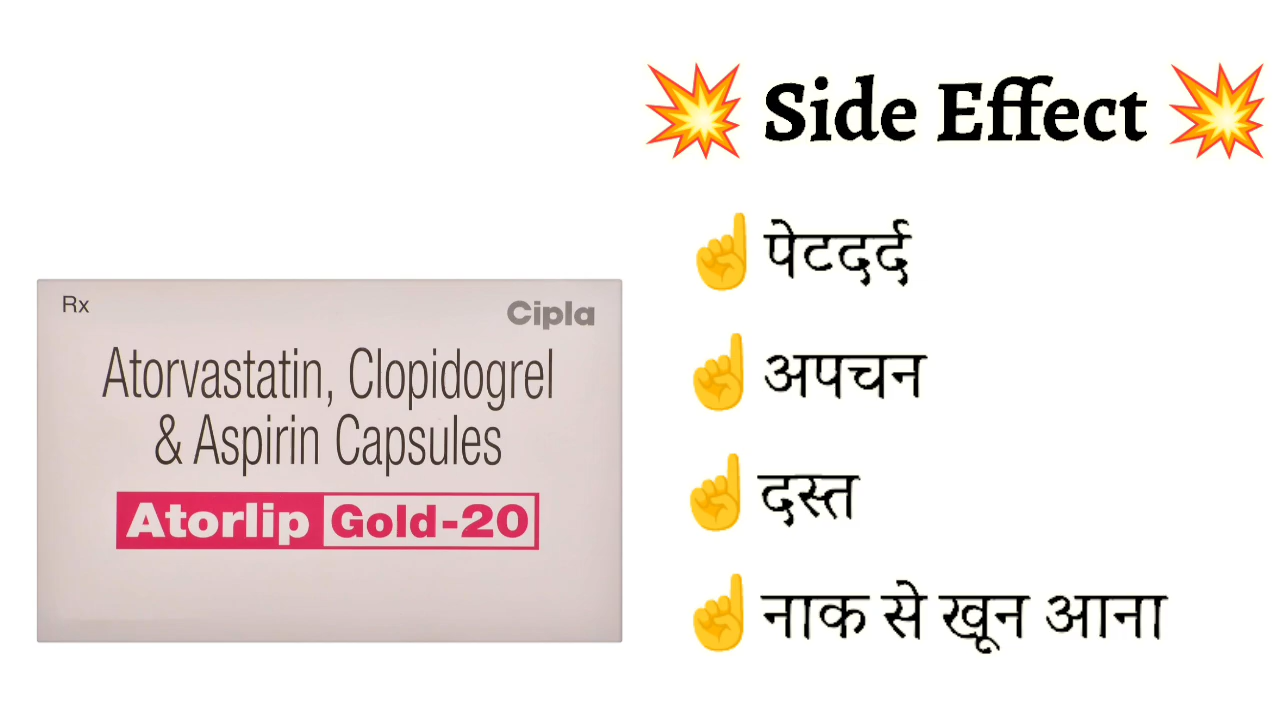 💥 Side Effect 💥
☝️ पेटदर्द
☝️ अपचन
☝️ दस्त
☝️ नाक से खून आना
Rx
Cipla
Atorvastatin, Clopidogrel
& Aspirin Capsules
Atorlip Gold-20